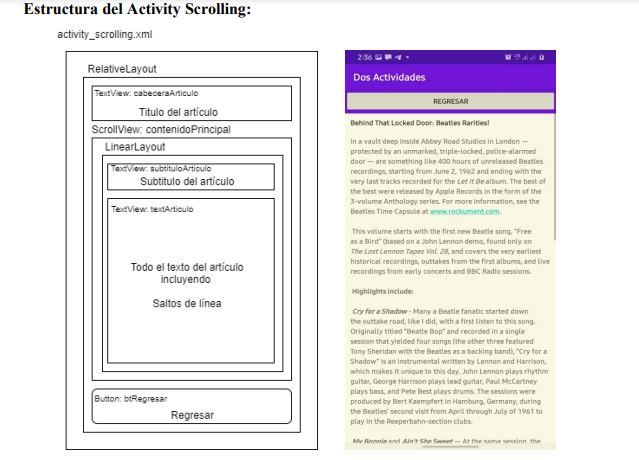 Estructura del Activity Scrolling:
activity_scrolling.xml
RelativeLayout
TextView: cabeceraArticulo
Titulo del artículo
ScrollView: contenidoPrincipal
LinearLayout
TextView: subtituloArticulo
Subtitulo del artículo
TextView: textArticulo
Todo el texto del artículo
incluyendo
Saltos de línea
Button: btRegresar
Regresar
2:36
Dos Actividades
REGRESAR
Behind That Locked Door: Beatles Rarities!
In a vault deep inside Abbey Road Studios in London —
protected by an unmarked, triple-locked, police-alarmed
door — are something like 400 hours of unreleased Beatles
recordings, starting from June 2, 1962 and ending with the
very last tracks recorded for the Let It Be album. The best of
the best were released by Apple Records in the form of the
3-volume Anthology series. For more information, see the
Beatles Time Capsule at www.rockument.com.
This volume starts with the first new Beatle song, "Free
as a Bird" (based on a John Lennon demo, found only on
The Lost Lennon Tapes Vol. 28, and covers the very earliest
historical recordings, outtakes from the first albums, and live
recordings from early concerts and BBC Radio sessions.
Highlights include:
Cry for a Shadow - Many a Beatle fanatic started down
the outtake road, like I did, with a first listen to this song.
Originally titled "Beatle Bop" and recorded in a single
session that yielded four songs (the other three featured
Tony Sheridan with the Beatles as a backing band), "Cry for a
Shadow" is an instrumental written by Lennon and Harrison,
which makes it unique to this day. John Lennon plays rhythm
guitar, George Harrison plays lead guitar, Paul McCartney
plays bass, and Pete Best plays drums. The sessions were
produced by Bert Kaempfert in Hamburg, Germany, during
the Beatles' second visit from April through July of 1961 to
play in the Reeperbahn-section clubs.
My Bonnie and Ain't She Sweet — At the same session, the